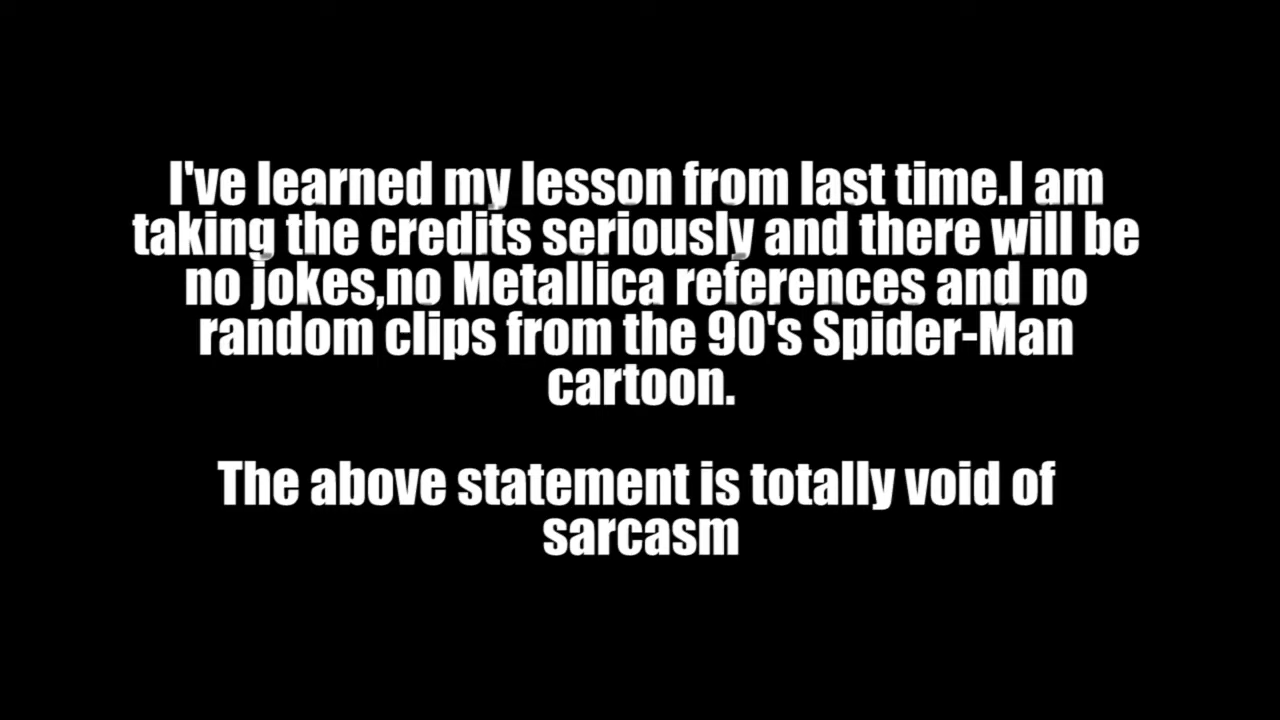 I've learned my lesson from last time.I am
taking the credits seriously and there will be
no jokes,no Metallica references and no
random clips from the 90's Spider-Man
cartoon.
The above statement is totally void of
sarcasm